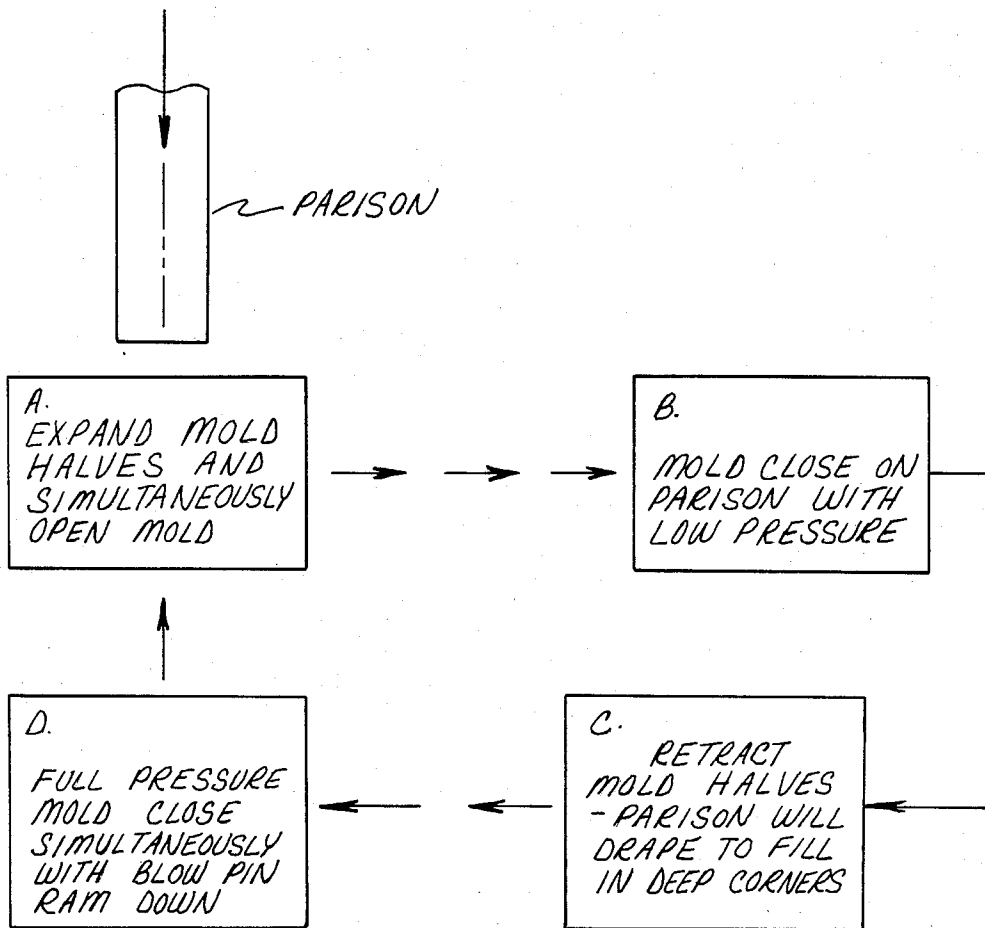 PARISON
A.
EXPAND MOLD
HALVES AND
SIMULTANEOUSLY
OPEN MOLD
B.
MOLD CLOSE ON
PARISON WITH
LOW PRESSURE
C.
RETRACT
MOLD HALVES
- PARISON WILL
DRAPE TO FILL
IN DEEP CORNERS
D.
FULL PRESSURE
MOLD CLOSE
SIMULTANEOUSLY
WITH BLOW PIN
RAM DOWN